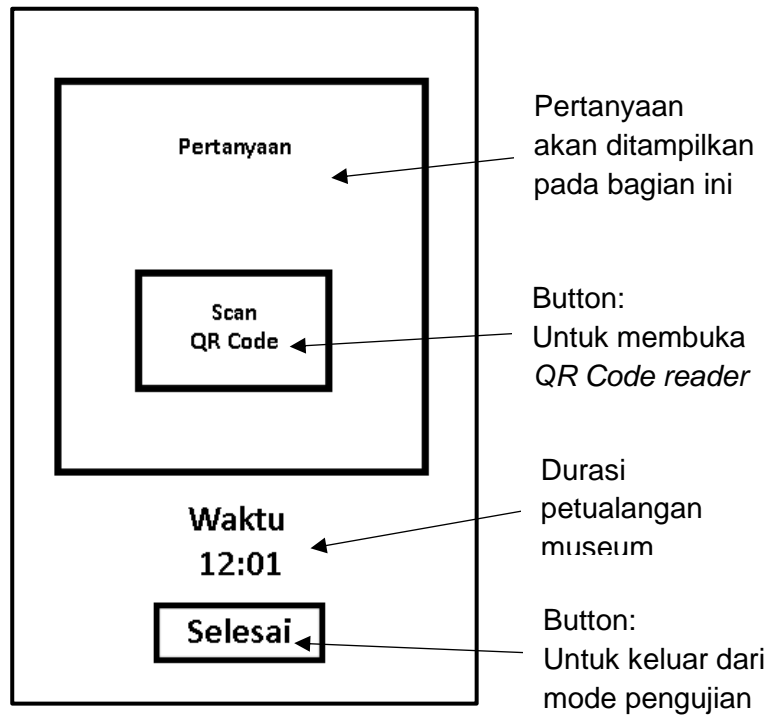 Pertanyaan
Scan
QR Code
Waktu
12:01
Selesai
Pertanyaan
akan ditampilkan
pada bagian ini
Button:
Untuk membuka
QR Code reader
Durasi
petualangan
museum
Button:
Untuk keluar dari
mode pengujian